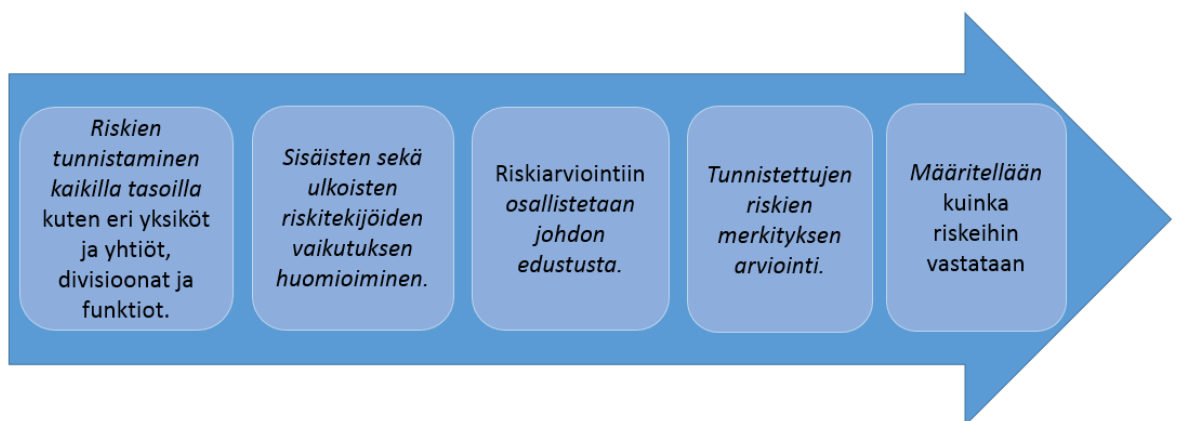 Riskien
tunnistaminen
kaikilla tasoilla
kuten eri yksiköt
ja yhtiöt,
divisioonat ja
funktiot.
Sisäisten sekä
ulkoisten
riskitekijöiden
vaikutuksen
huomioiminen.
Riskiarviointiin
osallistetaan
johdon
edustusta.
Tunnistettujen
riskien
merkityksen
arviointi.
Määritellään
kuinka
riskeihin
vastataan